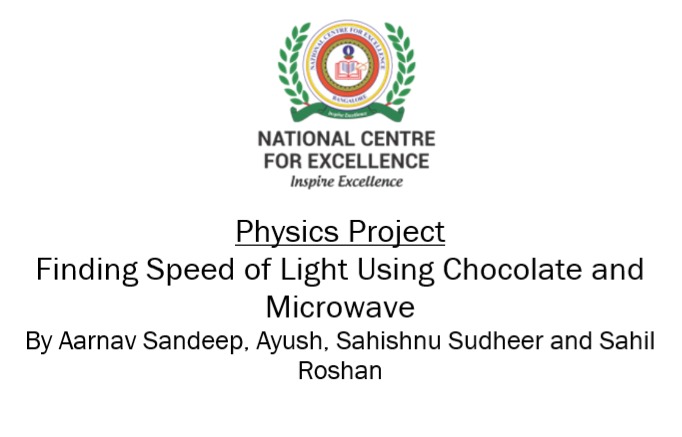 NATIONAL CENTRE FOR EXCELLENCE
BANGALORE
Inspire Excellence
NATIONAL CENTRE
FOR EXCELLENCE
Inspire Excellence
Physics Project
Finding Speed of Light Using Chocolate and
Microwave
By Aarnav Sandeep, Ayush, Sahishnu Sudheer and Sahil
Roshan